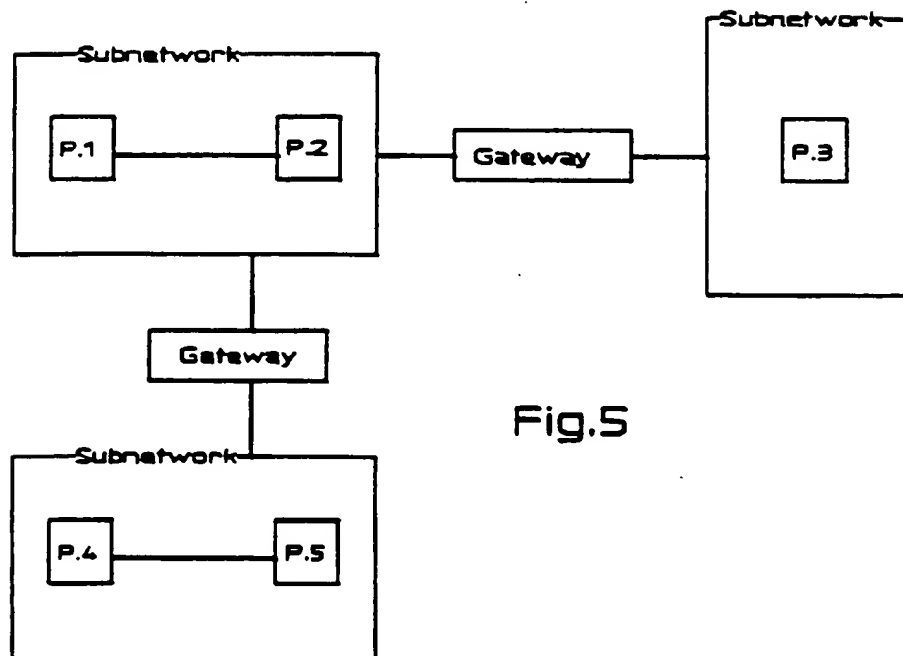 Subnetwork
Subnetwork
P.1
P.2
Gateway
P.3
Gateway
Fig.5
Subnetwork
P.4
P.5